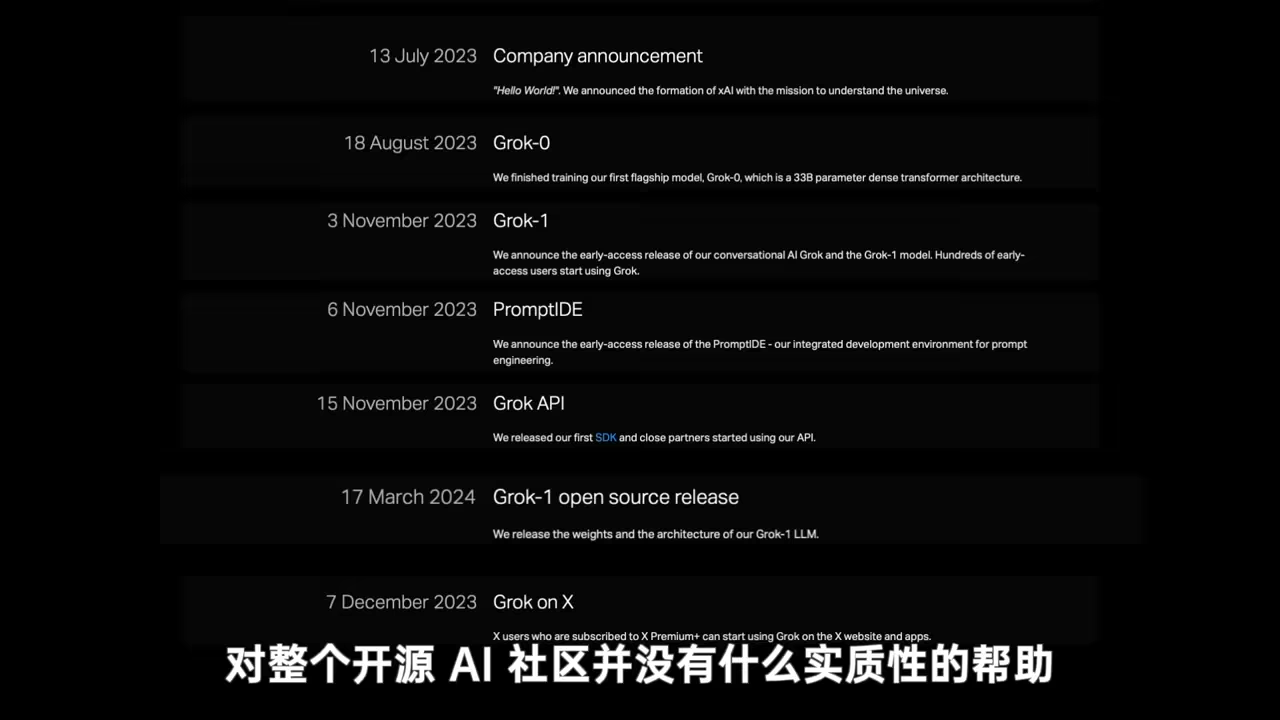 13 July 2023 Company announcement
"Hello World!". We announced the formation of xAI with the mission to understand the universe.
18 August 2023 Grok-0
We finished training our first flagship model, Grok-0, which is a 33B parameter dense transformer architecture.
3 November 2023 Grok-1
We announce the early-access release of our conversational AI Grok and the Grok-1 model. Hundreds of early-
access users start using Grok.
6 November 2023 PromptIDE
We announce the early-access release of the PromptIDE - our integrated development environment for prompt
engineering.
15 November 2023 Grok API
We released our first SDK and close partners started using our API.
17 March 2024 Grok-1 open source release
We release the weights and the architecture of our Grok-1 LLM.
7 December 2023 Grok on X
X users who are subscribed to X Premium+ can start using Grok on the X website and apps.
对整个开源 AI 社区并没有什么实质性的帮助